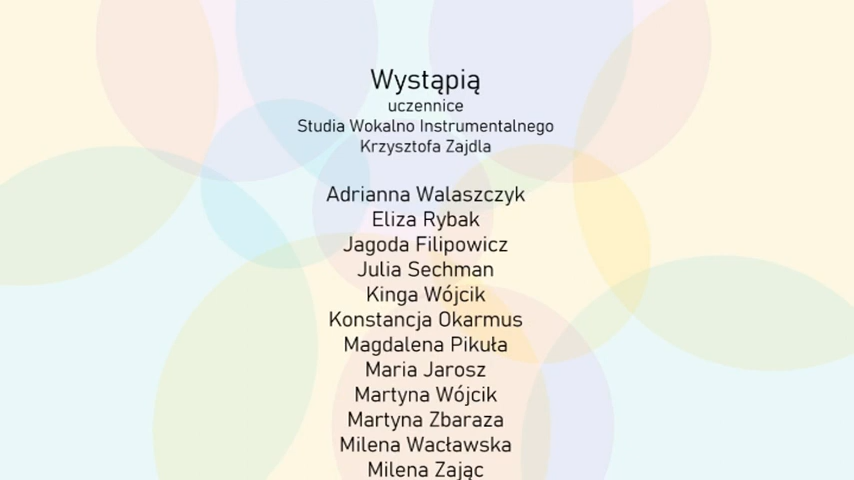 Wystąpią
uczennice
Studia Wokalno Instrumentalnego
Krzysztofa Zajdla
Adrianna Walaszczyk
Eliza Rybak
Jagoda Filipowicz
Julia Sechman
Kinga Wójcik
Konstancja Okarmus
Magdalena Pikuła
Maria Jarosz
Martyna Wójcik
Martyna Zbaraza
Milena Wacławska
Milena Zając